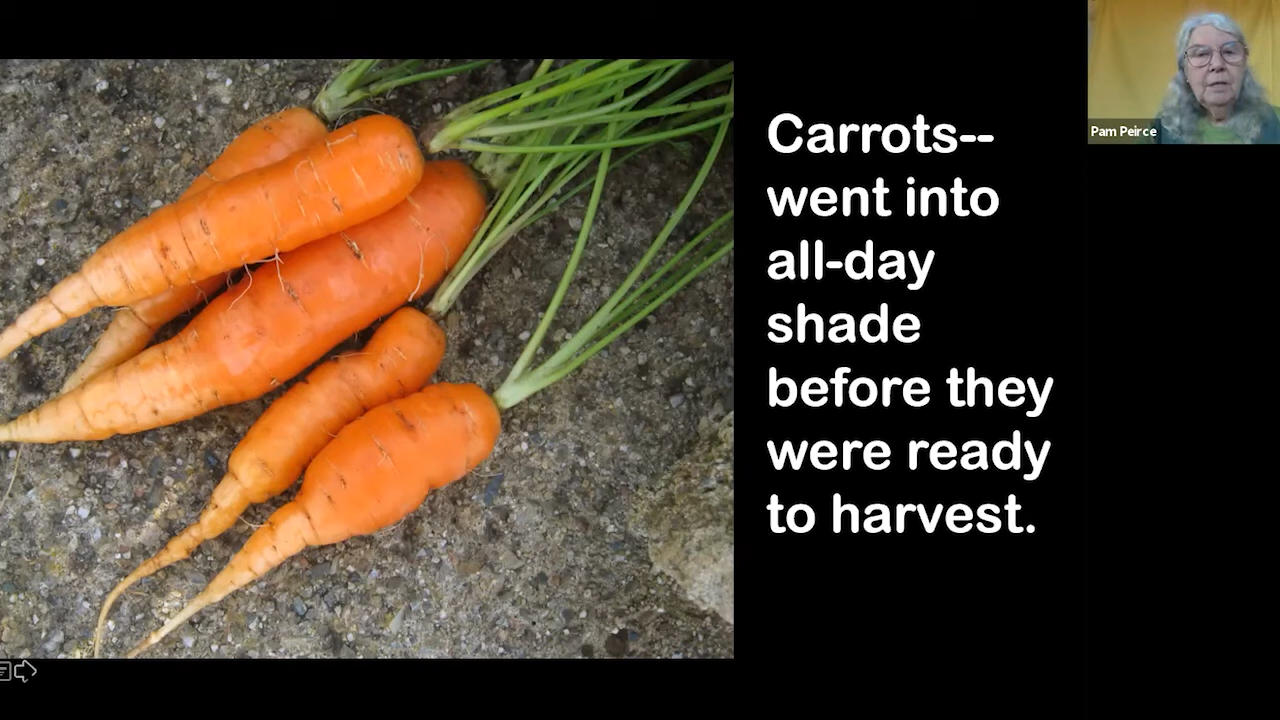 Carrots--
went into
all-day
shade
before they
were ready
to harvest.
Pam Peirce